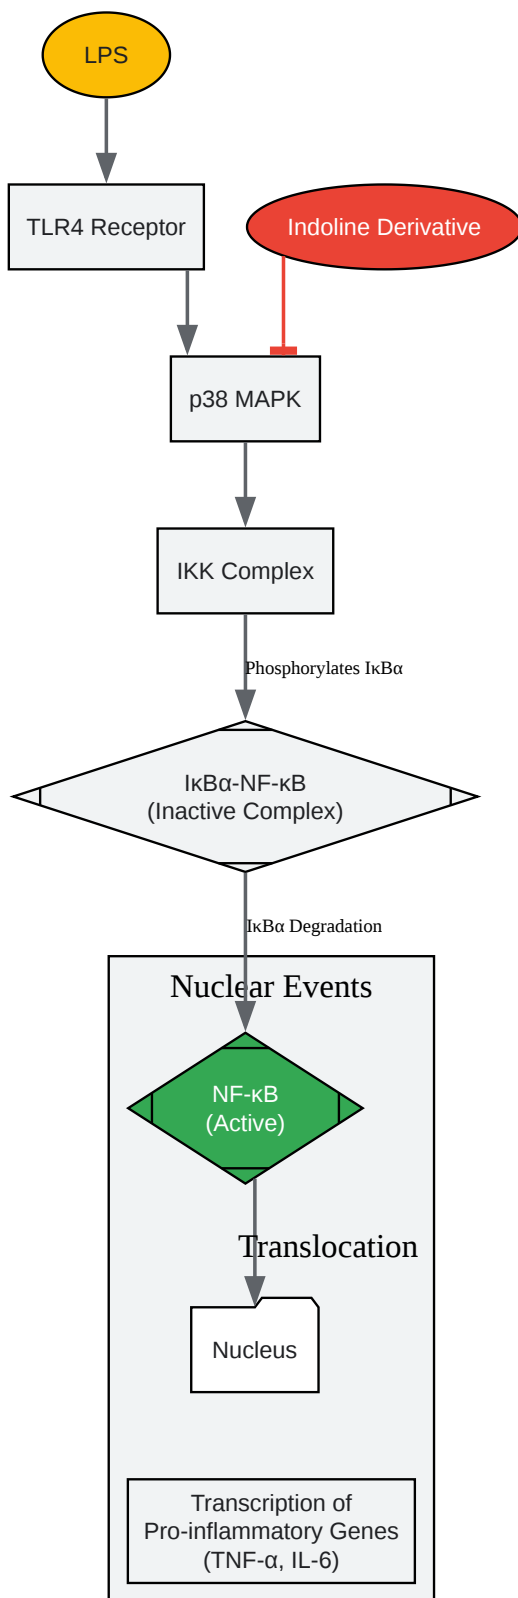 LPS
TLR4 Receptor
Indoline Derivative
p38 MAPK
IKK Complex
Phosphorylates IκBα
IκBα-NF-κB
(Inactive Complex)
IκBα Degradation
Nuclear Events
NF-κB
(Active)
Translocation
Nucleus
Transcription of
Pro-inflammatory Genes
(TNF-α, IL-6)